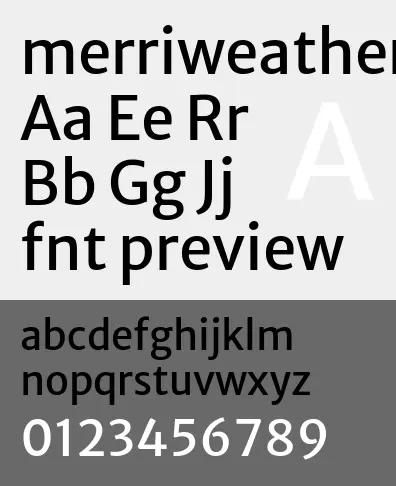 merriweather
Aa Ee Rr
A
Bb Gg Jj
fnt preview
abcdefghijklm
nopqrstuvwxyz
0123456789